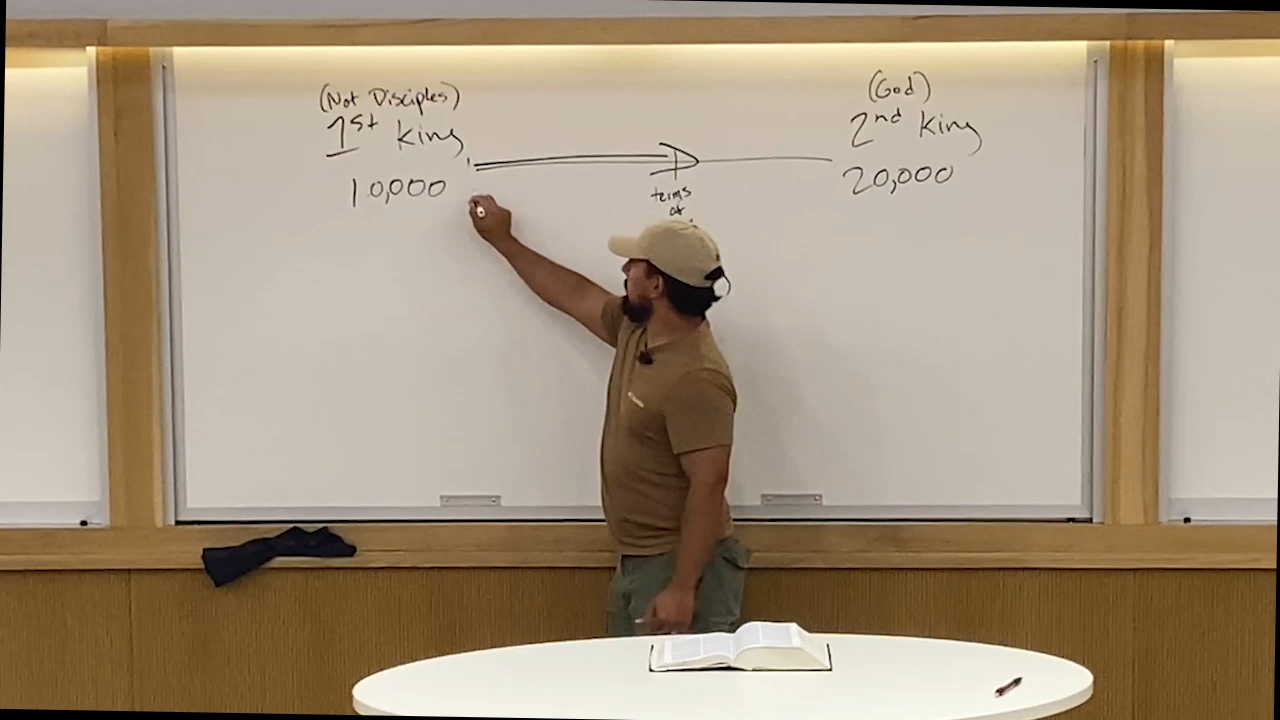 (Not Disciples)
1st King
10,000
(God)
2nd King
20,000
terms
of